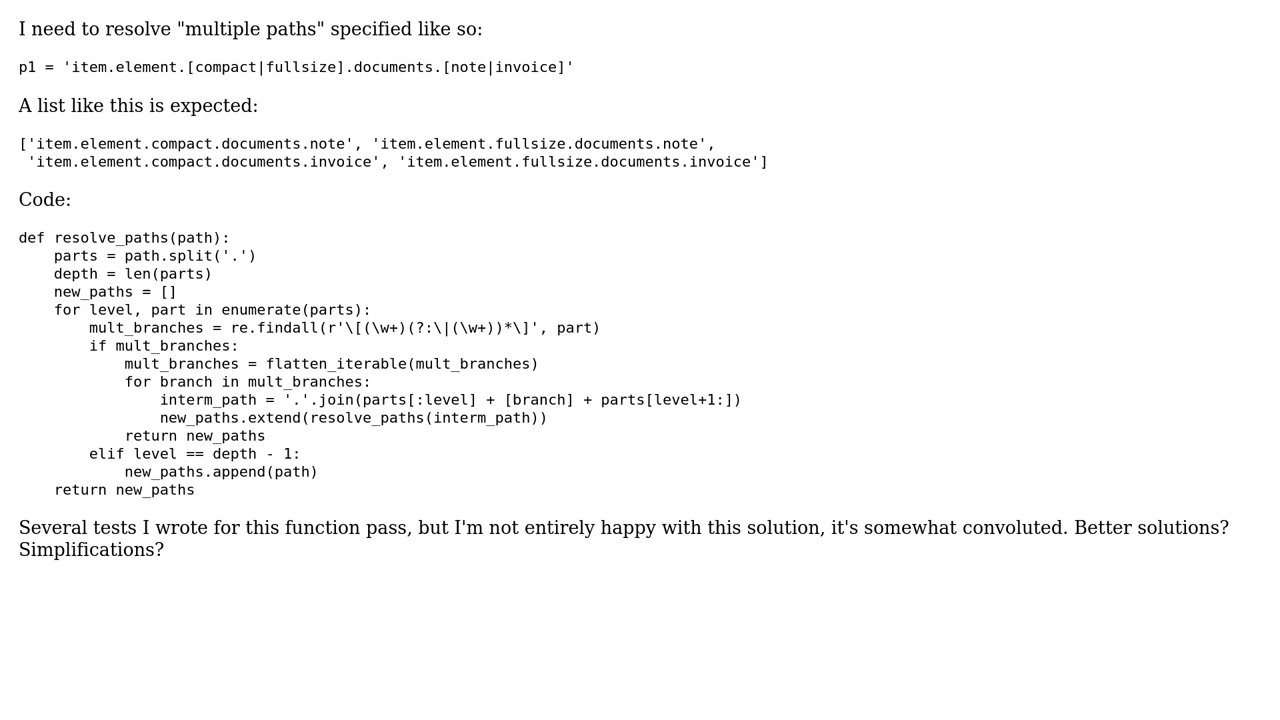 I need to resolve "multiple paths" specified like so:
p1 = 'item.element.[compact|fullsize].documents.[note|invoice]'
A list like this is expected:
['item.element.compact.documents.note', 'item.element.fullsize.documents.note',
 'item.element.compact.documents.invoice', 'item.element.fullsize.documents.invoice']
Code:
def resolve_paths(path):
    parts = path.split('.')
    depth = len(parts)
    new_paths = []
    for level, part in enumerate(parts):
        mult_branches = re.findall(r'\[(\w+)(?:\|(\w+))*\]', part)
        if mult_branches:
            mult_branches = flatten_iterable(mult_branches)
            for branch in mult_branches:
                interm_path = '.'.join(parts[:level] + [branch] + parts[level+1:])
                new_paths.extend(resolve_paths(interm_path))
            return new_paths
        elif level == depth - 1:
            new_paths.append(path)
    return new_paths
Several tests I wrote for this function pass, but I'm not entirely happy with this solution, it's somewhat convoluted. Better solutions?
Simplifications?